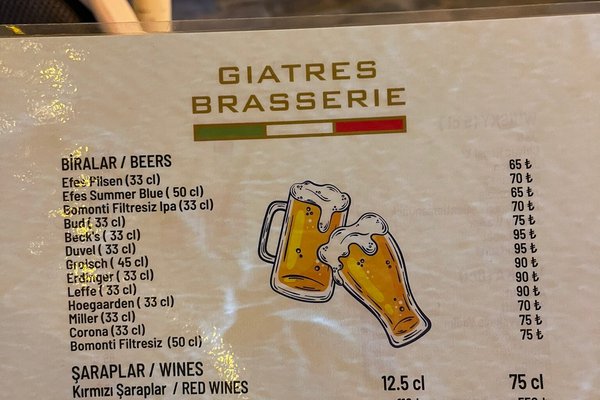 GIATRES
BRASSERIE
BİRALAR / BEERS
Efes Pilsen (33 cl) 65 ₺
Efes Summer Blue ( 50 cl) 70 ₺
Bomonti Filtresiz Ipa (33 cl) 65 ₺
Bud ( 33 cl) 70 ₺
Beck's ( 33 cl) 75 ₺
Duvel ( 33 cl) 95 ₺
Grolsch ( 45 cl) 95 ₺
Erdinger ( 33 cl) 90 ₺
Leffe ( 33 cl) 90 ₺
Hoegaarden ( 33 cl) 90 ₺
Miller (33 cl) 70 ₺
Corona (33 cl) 75 ₺
Bomonti Filtresiz (50 cl) 75 ₺
ŞARAPLAR / WINES
Kırmızı Şaraplar / RED WINES 12.5 cl 75 cl